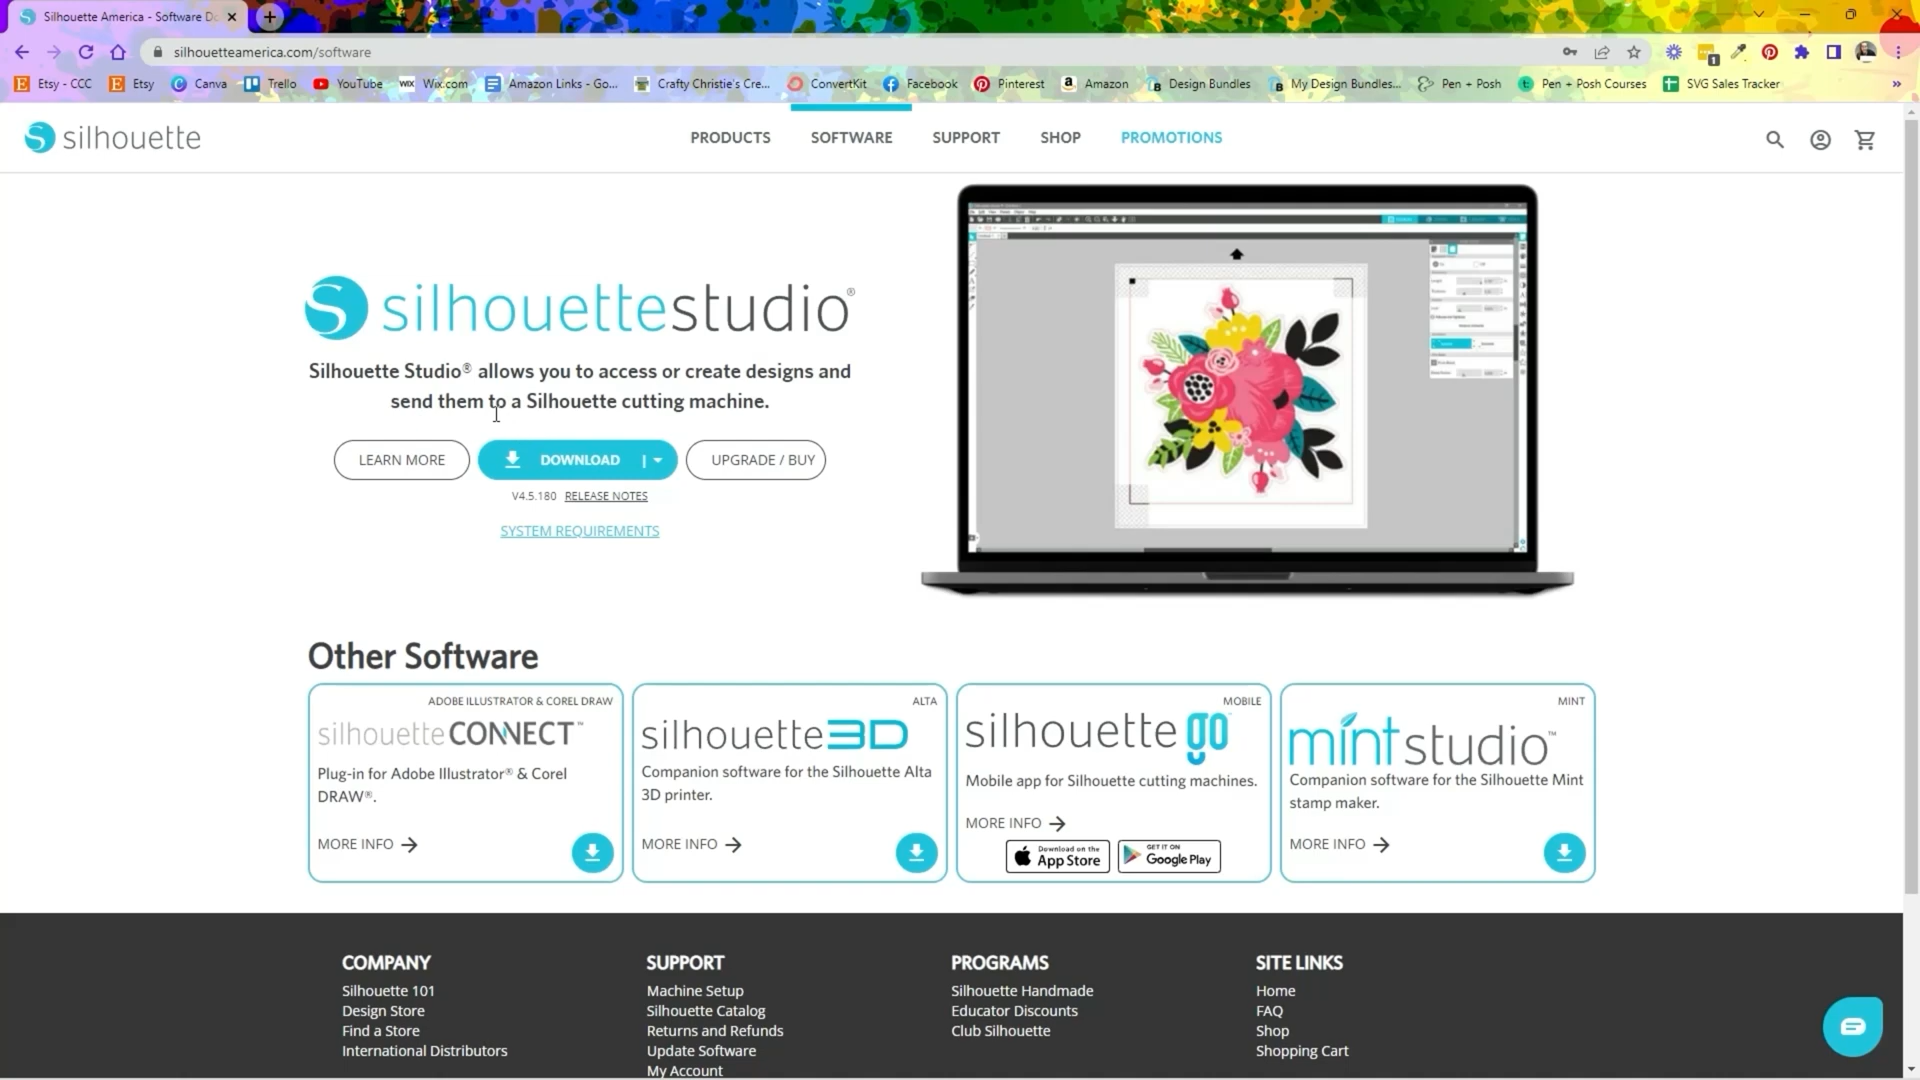 Silhouette America - Software D
silhouetteamerica.com/software
1
Etsy - CCC
Etsy
Canva
Trello
YouTube
WIX Wix.com
Amazon Links - Go...
Crafty Christie's Cre...
ConvertKit
Facebook
Pinterest
a Amazon
Design Bundles
My Design Bundles...
Pen + Posh
Pen + Posh Courses
SVG Sales Tracker
silhouette
PRODUCTS
SOFTWARE
SUPPORT
SHOP
PROMOTIONS
silhouettestudio®
Silhouette Studio® allows you to access or create designs and
send them to a Silhouette cutting machine.
LEARN MORE
DOWNLOAD
UPGRADE / BUY
V4.5.180 RELEASE NOTES
SYSTEM REQUIREMENTS
Other Software
ADOBE ILLUSTRATOR & COREL DRAW
silhouette CONNECT™
Plug-in for Adobe Illustrator® & Corel
DRAW®.
MORE INFO
ALTA
silhouette3D
Companion software for the Silhouette Alta
3D printer.
MORE INFO
MOBILE
silhouette go
Mobile app for Silhouette cutting machines.
MORE INFO
Download on the
App Store
GET IT ON
Google Play
MINT
mint studio™
Companion software for the Silhouette Mint
stamp maker.
MORE INFO
COMPANY
Silhouette 101
Design Store
Find a Store
International Distributors
SUPPORT
Machine Setup
Silhouette Catalog
Returns and Refunds
Update Software
My Account
PROGRAMS
Silhouette Handmade
Educator Discounts
Club Silhouette
SITE LINKS
Home
FAQ
Shop
Shopping Cart